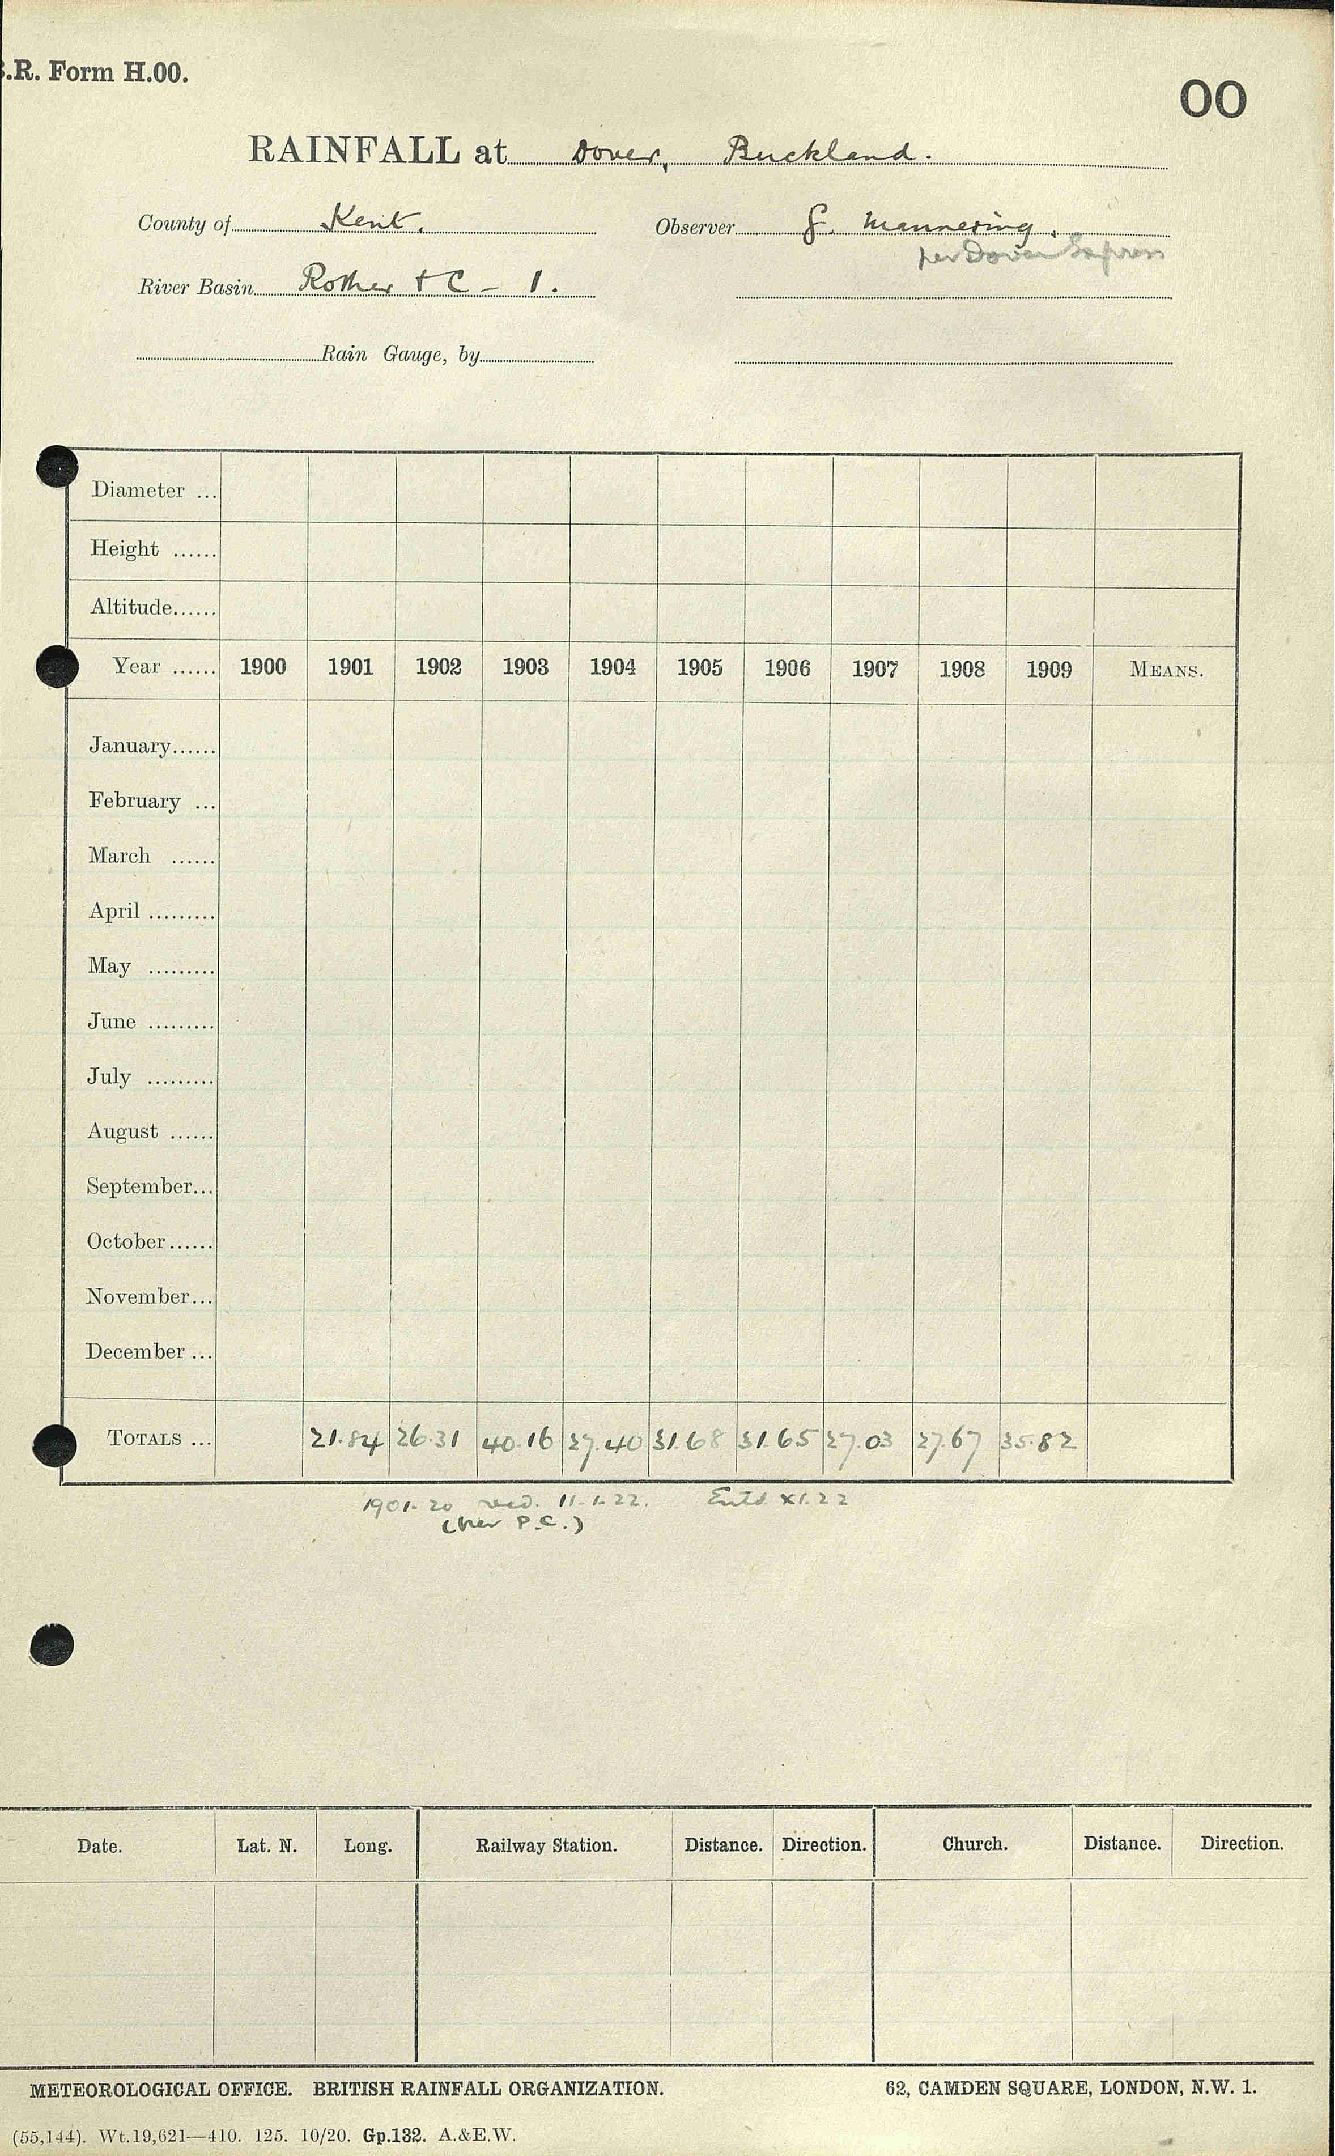 .R. Form H.00.
00
RAINFALL at Dover, Buckland.
County of Kent. Observer F. Mannering.
per Dover Express
River Basin Rother & C - 1.
Rain Gauge, by
Diameter ...
Height ......
Altitude......
Year ...... 1900 1901 1902 1903 1904 1905 1906 1907 1908 1909 MEANS.
January......
February ...
March ......
April .........
May .........
June .........
July .........
August ......
September...
October......
November...
December ...
TOTALS ... 21.84 26.31 40.16 27.40 31.68 31.65 27.03 27.67 35.82
1901-20 recd. 11.1.22. Entd XI.22
(per P.C.)
Date. Lat. N. Long. Railway Station. Distance. Direction. Church. Distance. Direction.
METEOROLOGICAL OFFICE. BRITISH RAINFALL ORGANIZATION. 62, CAMDEN SQUARE, LONDON, N.W. 1.
(55,144). Wt.19,621—410. 125. 10/20. Gp.132. A.&E.W.